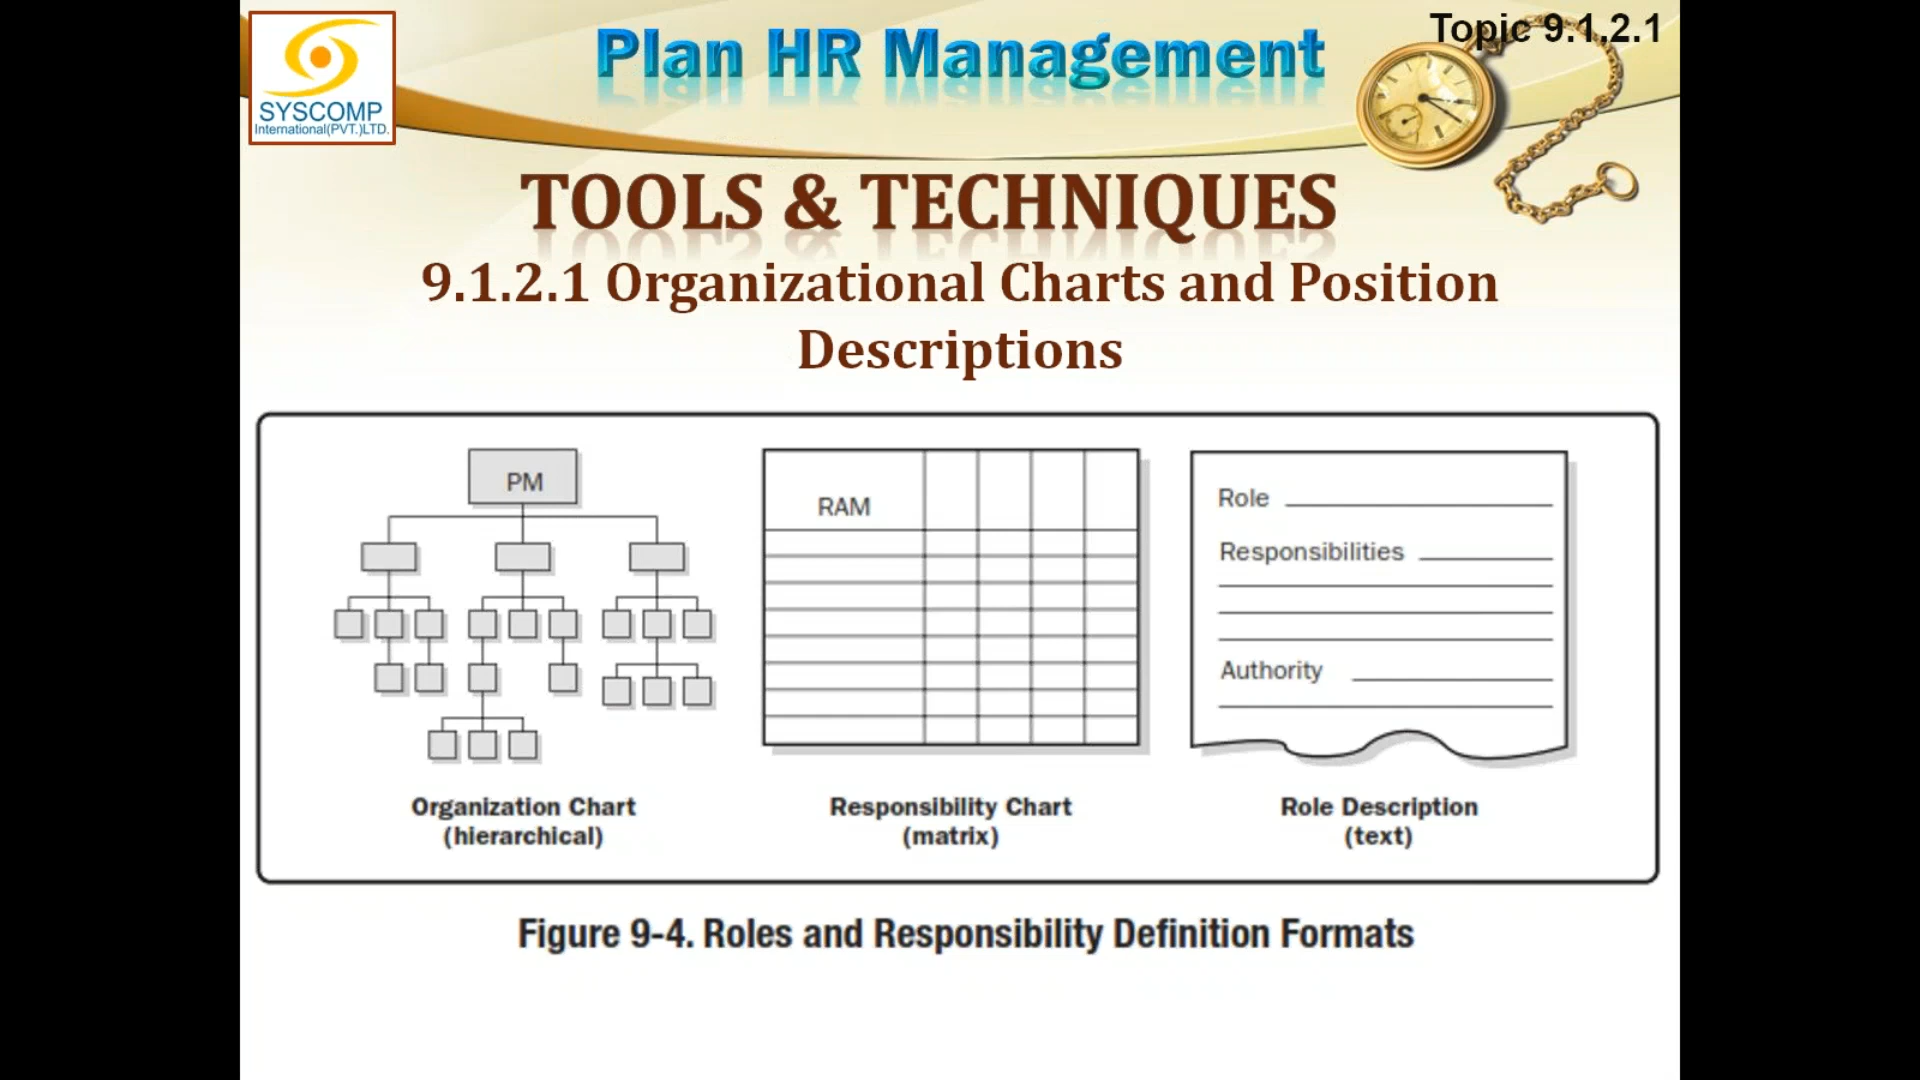 Topic 9.1.2.1
Plan HR Management
SYSCOMP
International(PVT.)LTD.
TOOLS & TECHNIQUES
9.1.2.1 Organizational Charts and Position
Descriptions
PM
RAM
Role
Responsibilities
Authority
Organization Chart
(hierarchical)
Responsibility Chart
(matrix)
Role Description
(text)
Figure 9-4. Roles and Responsibility Definition Formats